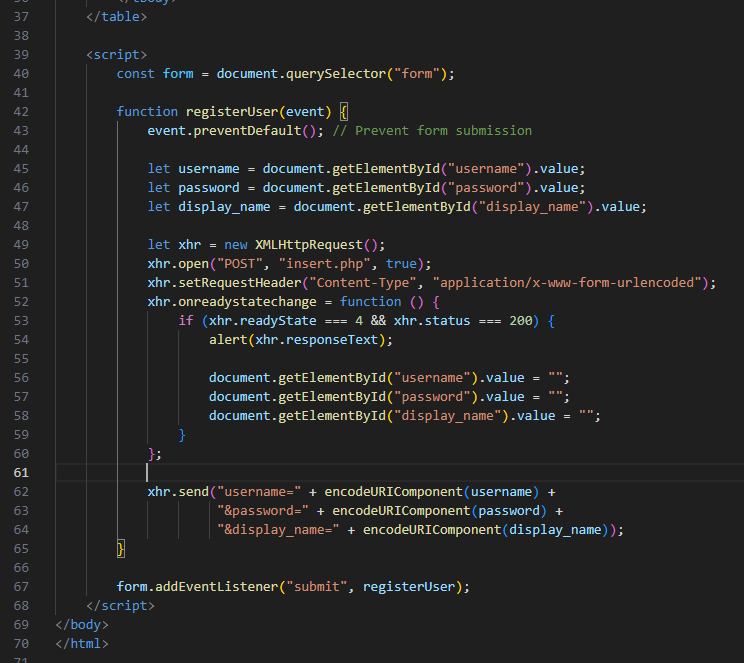 36 </tbody>
37 </table>
38
39 <script>
40 const form = document.querySelector("form");
41
42 function registerUser(event) {
43 event.preventDefault(); // Prevent form submission
44
45 let username = document.getElementById("username").value;
46 let password = document.getElementById("password").value;
47 let display_name = document.getElementById("display_name").value;
48
49 let xhr = new XMLHttpRequest();
50 xhr.open("POST", "insert.php", true);
51 xhr.setRequestHeader("Content-Type", "application/x-www-form-urlencoded");
52 xhr.onreadystatechange = function () {
53 if (xhr.readyState === 4 && xhr.status === 200) {
54 alert(xhr.responseText);
55
56 document.getElementById("username").value = "";
57 document.getElementById("password").value = "";
58 document.getElementById("display_name").value = "";
59 }
60 };
61
62 xhr.send("username=" + encodeURIComponent(username) +
63 "&password=" + encodeURIComponent(password) +
64 "&display_name=" + encodeURIComponent(display_name));
65 }
66
67 form.addEventListener("submit", registerUser);
68 </script>
69 </body>
70 </html>
71